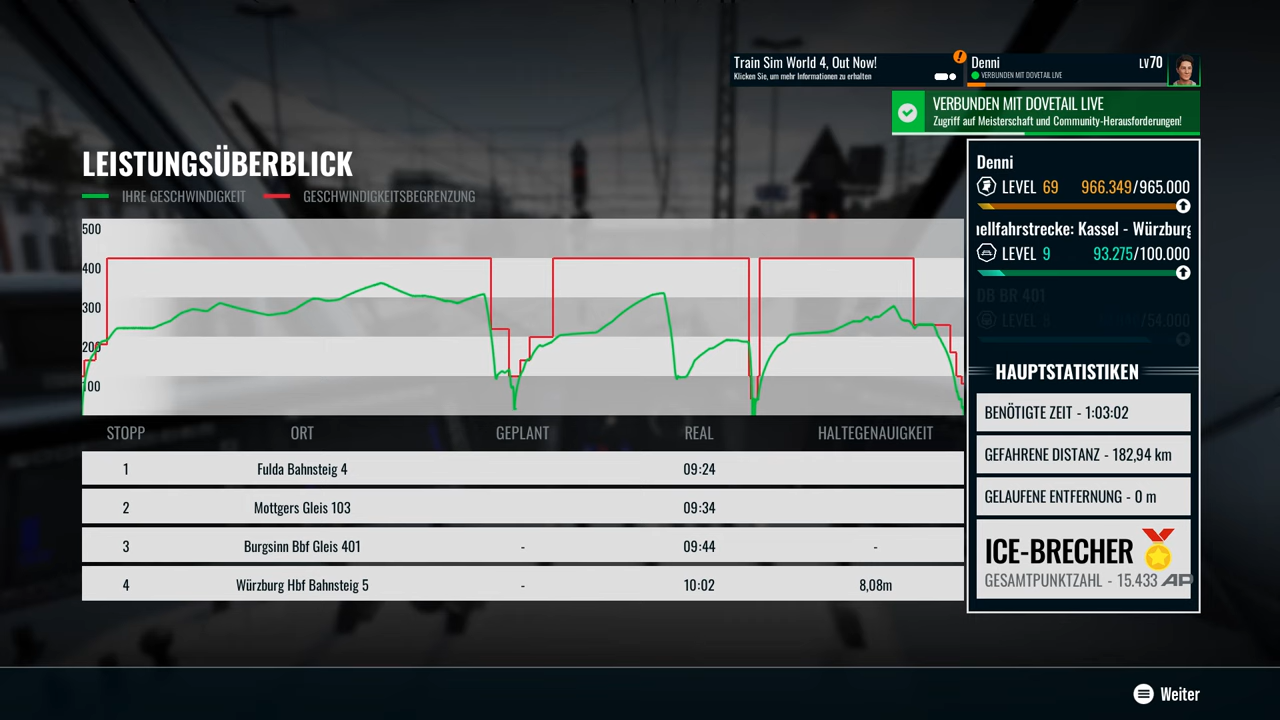 Train Sim World 4, Out Now!
Klicken Sie, um mehr Informationen zu erhalten
!
Denni
LV70
VERBUNDEN MIT DOVETAIL LIVE
VERBUNDEN MIT DOVETAIL LIVE
Zugriff auf Meisterschaft und Community-Herausforderungen!
LEISTUNGSÜBERBLICK
IHRE GESCHWINDIGKEIT
GESCHWINDIGKEITSBEGRENZUNG
500
400
300
200
100
STOPP ORT GEPLANT REAL HALTEGENAUIGKEIT
1 Fulda Bahnsteig 4 09:24
2 Mottgers Gleis 103 09:34
3 Burgsinn Bbf Gleis 401 - 09:44 -
4 Würzburg Hbf Bahnsteig 5 - 10:02 8,08m
Denni
LEVEL 69 966.349/965.000
nellfahrstrecke: Kassel - Würzburg
LEVEL 9 93.275/100.000
DB BR 401
LEVEL /54.000
HAUPTSTATISTIKEN
BENÖTIGTE ZEIT - 1:03:02
GEFAHRENE DISTANZ - 182,94 km
GELAUFENE ENTFERNUNG - 0 m
ICE-BRECHER
GESAMTPUNKTZAHL - 15.433 AP
Weiter